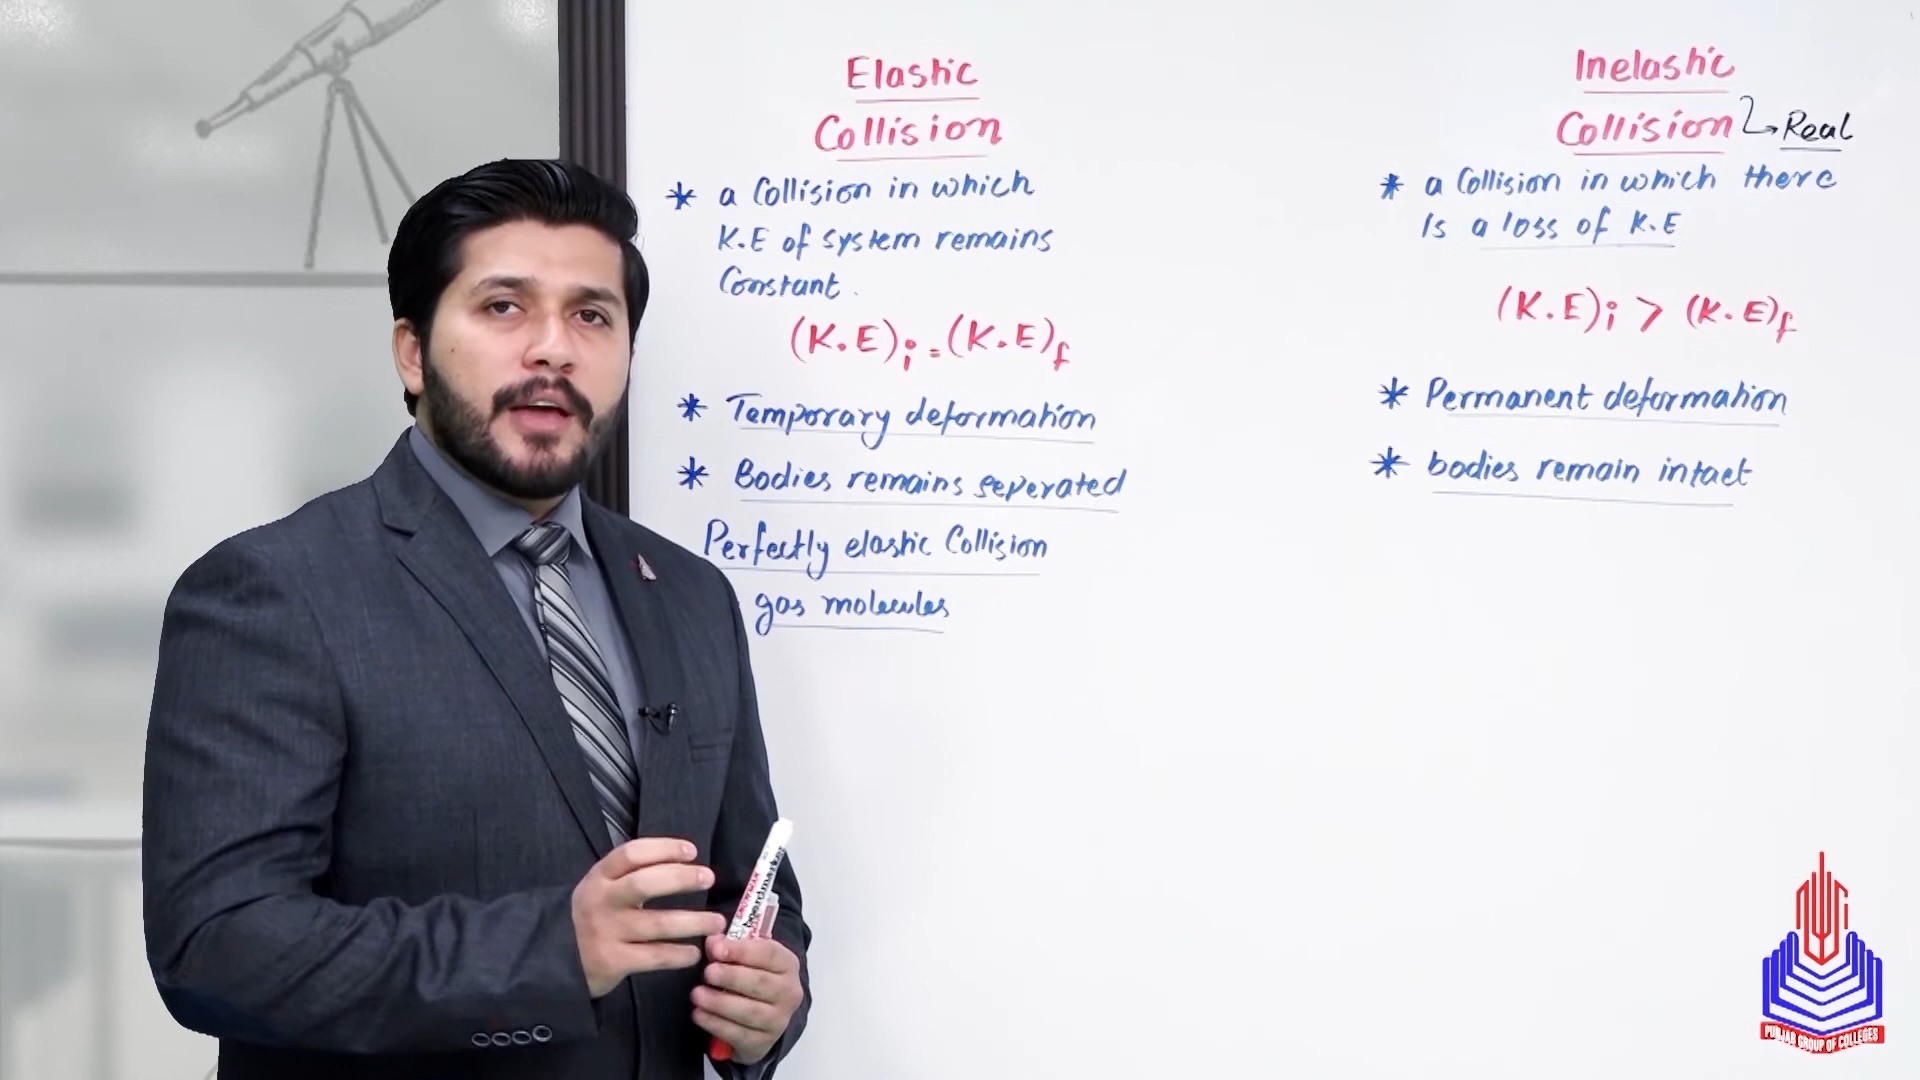 Elastic
Collision
* a Collision in which
K.E of system remains
Constant.
(K.E)i = (K.E)f
* Temporary deformation
* Bodies remains seperated
Perfectly elastic Collision
gas molecules
Inelastic
Collision → Real
* a Collision in which there
Is a loss of K.E
(K.E)i > (K.E)f
* Permanent deformation
* bodies remain intact
SNOWMAN
boardmarker
PUNJAB GROUP OF COLLEGES